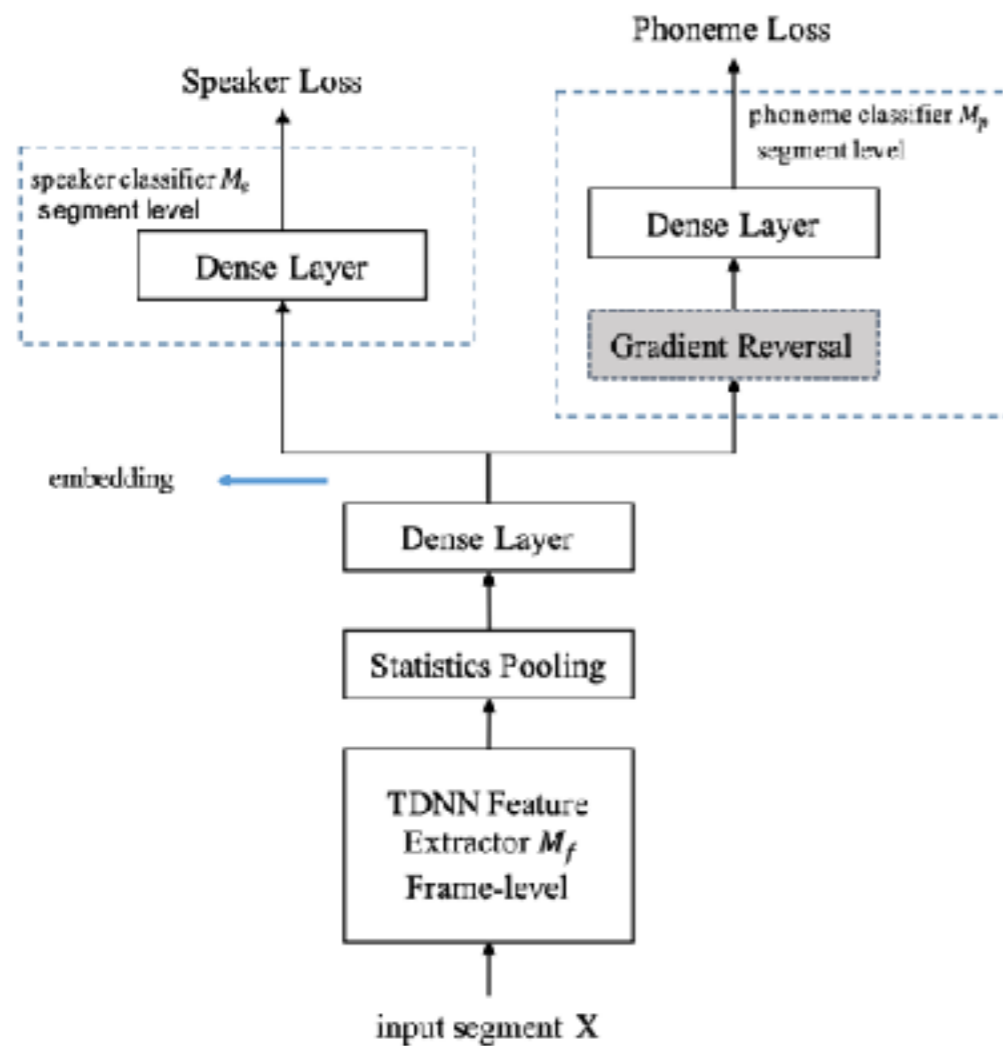 Phoneme Loss
Speaker Loss
phoneme classifier M_p
segment level
speaker classifier M_e
segment level
Dense Layer
Dense Layer
Gradient Reversal
embedding
Dense Layer
Statistics Pooling
TDNN Feature
Extractor M_f
Frame-level
input segment X